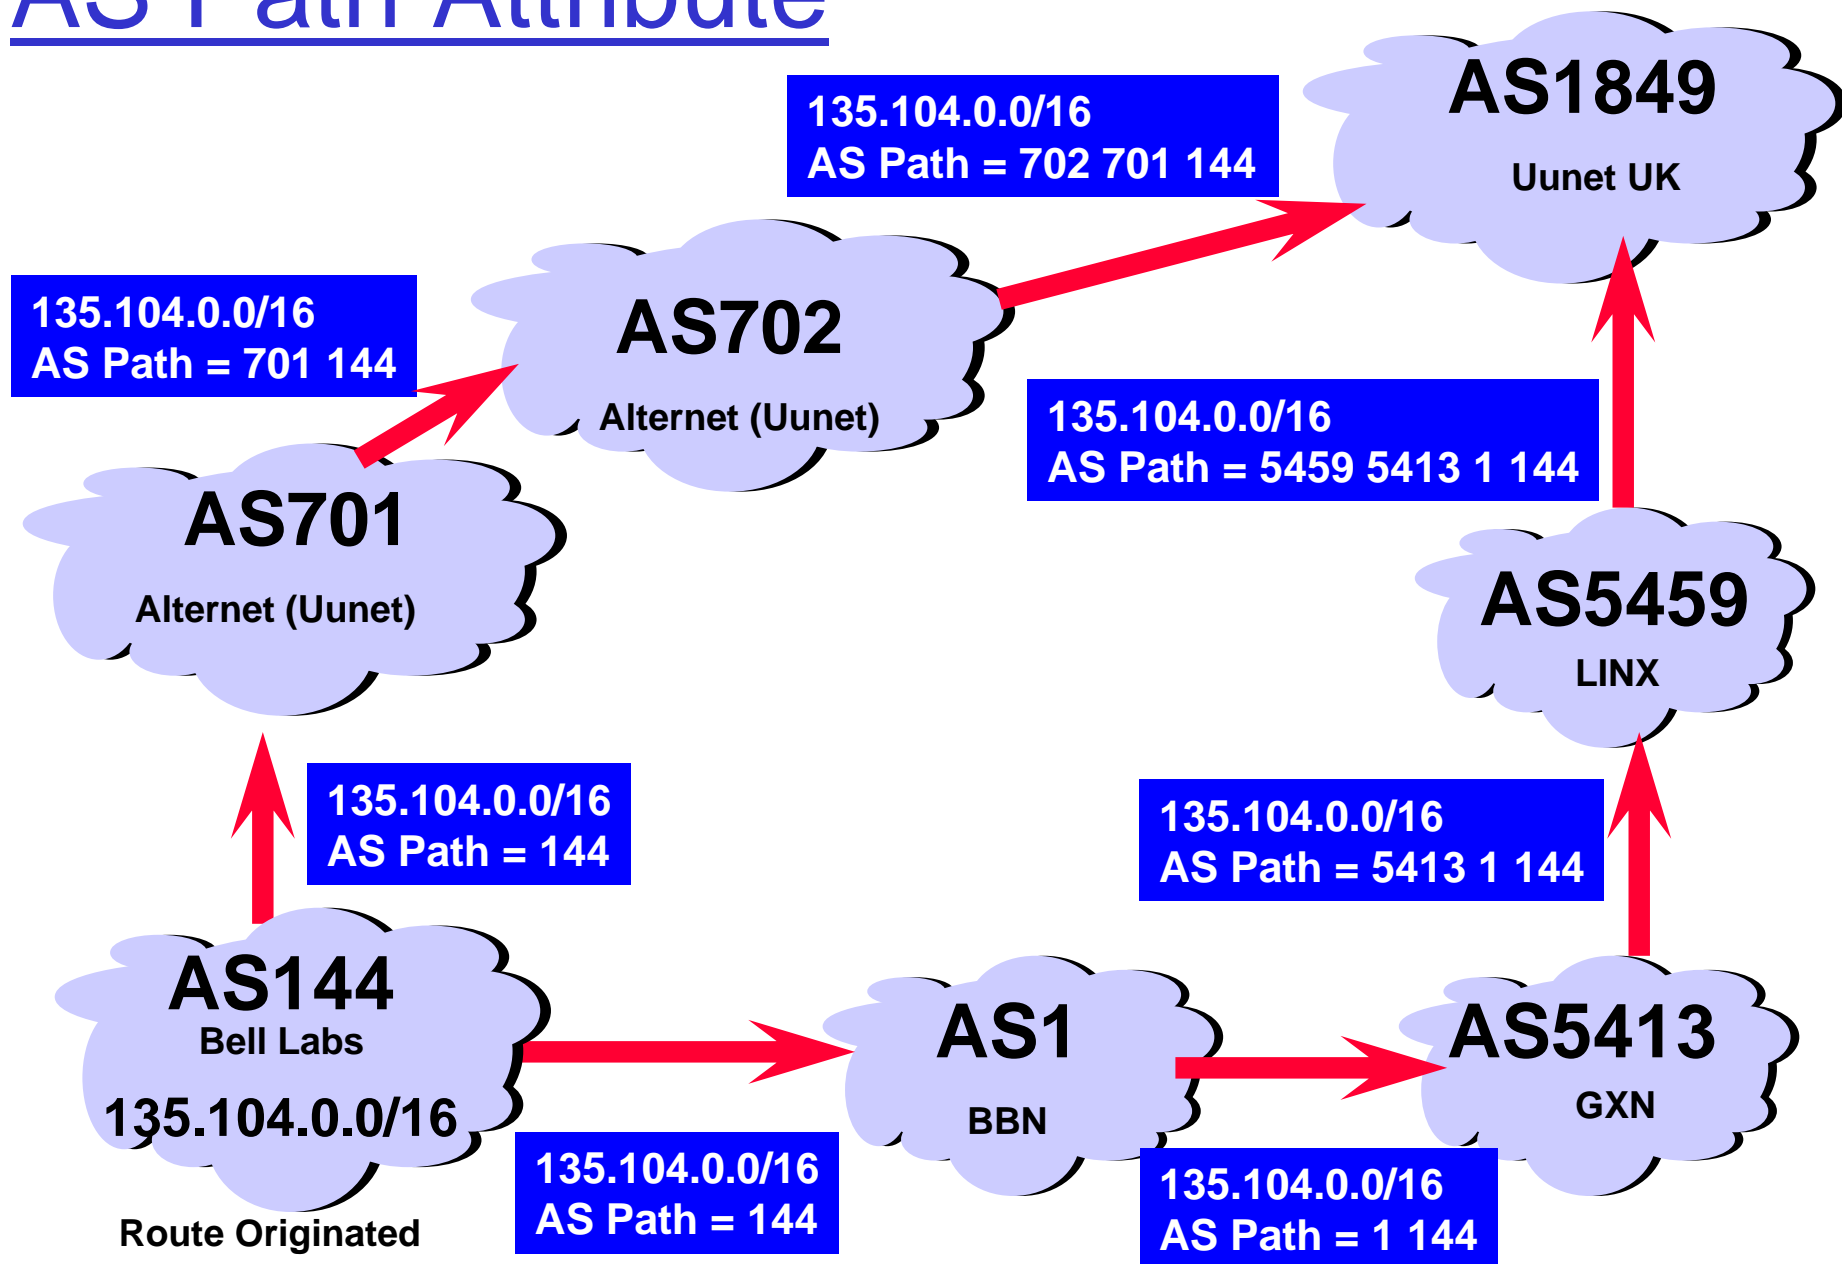 AS Path Attribute
AS1849
Uunet UK
135.104.0.0/16
AS Path = 702 701 144
AS702
Alternet (Uunet)
135.104.0.0/16
AS Path = 701 144
135.104.0.0/16
AS Path = 5459 5413 1 144
AS701
Alternet (Uunet)
AS5459
LINX
135.104.0.0/16
AS Path = 144
135.104.0.0/16
AS Path = 5413 1 144
AS144
Bell Labs
135.104.0.0/16
Route Originated
AS1
BBN
AS5413
GXN
135.104.0.0/16
AS Path = 144
135.104.0.0/16
AS Path = 1 144